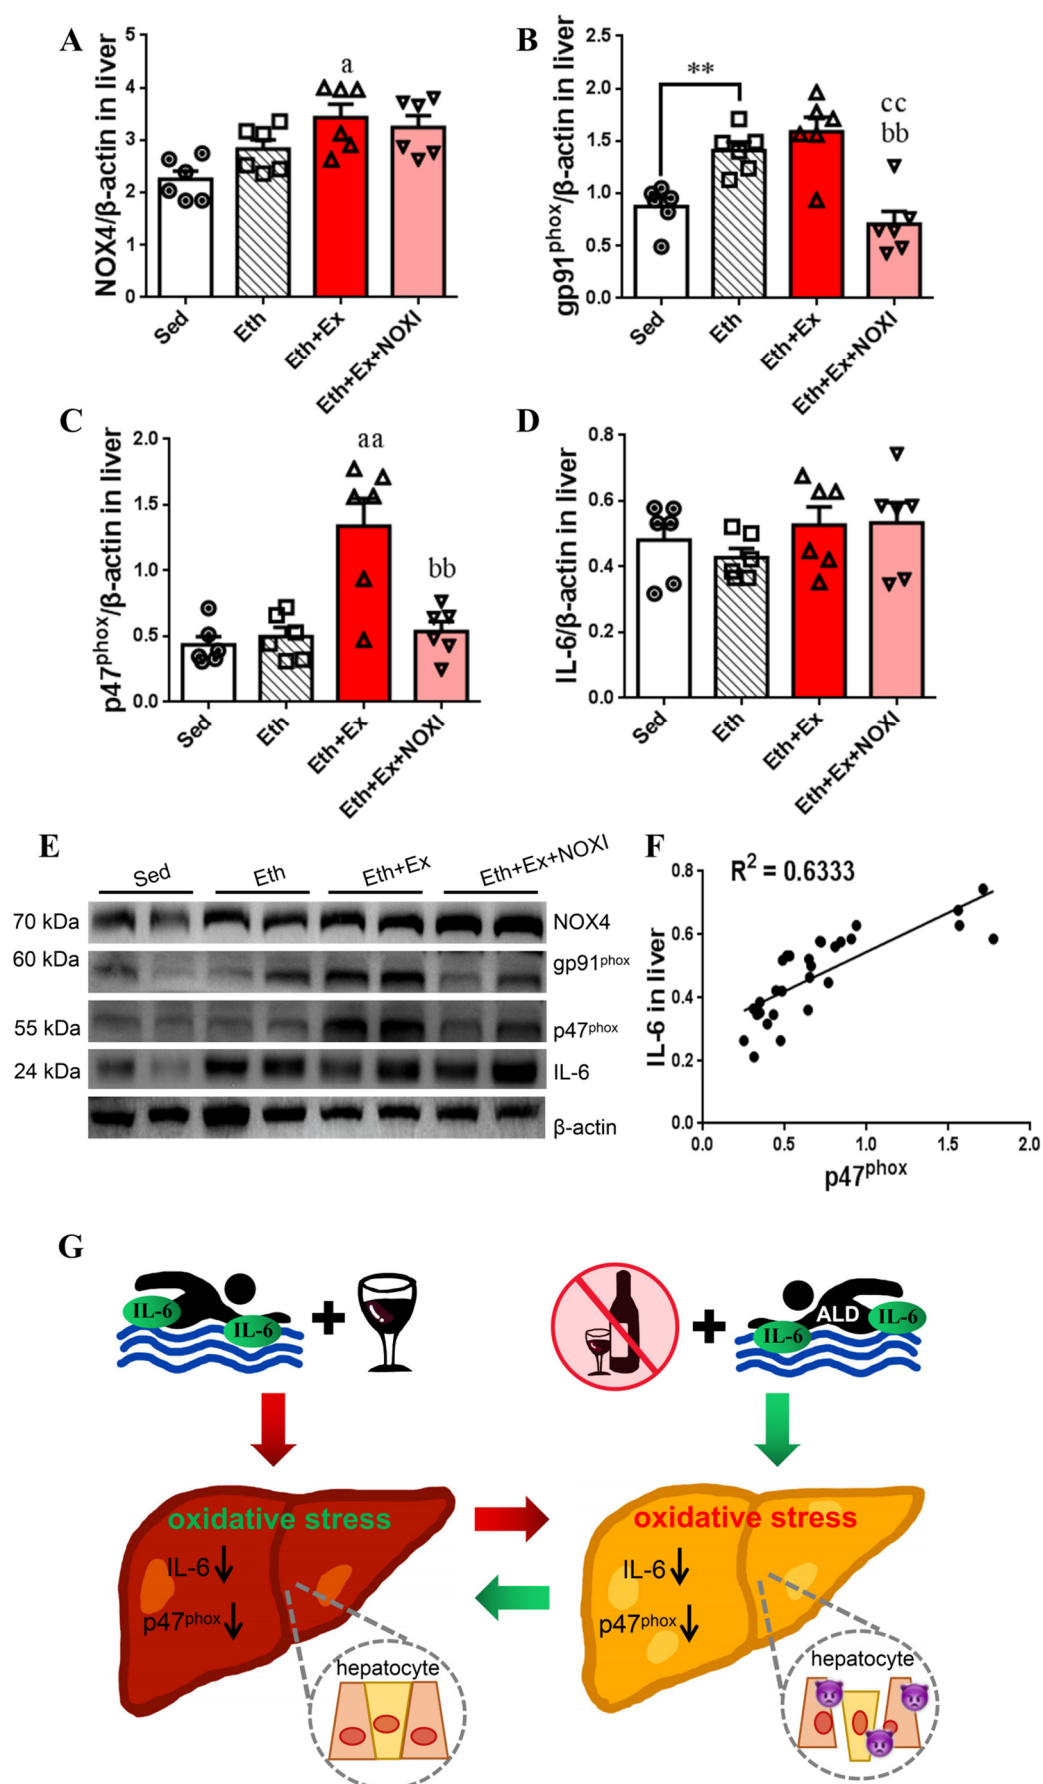 A
NOX4/β-actin in liver
5
4
3
2
1
0
a
Sed
Eth
Eth+Ex
Eth+Ex+NOXI
B
gp91phox/β-actin in liver
2.5
2.0
1.5
1.0
0.5
0.0
**
cc
bb
Sed
Eth
Eth+Ex
Eth+Ex+NOXI
C
p47phox/β-actin in liver
2.0
1.5
1.0
0.5
0.0
aa
bb
Sed
Eth
Eth+Ex
Eth+Ex+NOXI
D
IL-6/β-actin in liver
0.8
0.6
0.4
0.2
0.0
Sed
Eth
Eth+Ex
Eth+Ex+NOXI
E
Sed
Eth
Eth+Ex
Eth+Ex+NOXI
70 kDa
NOX4
60 kDa
gp91phox
55 kDa
p47phox
24 kDa
IL-6
β-actin
F
R2 = 0.6333
IL-6 in liver
0.8
0.6
0.4
0.2
0.0
0.0
0.5
1.0
1.5
2.0
p47phox
G
IL-6
IL-6
+
+
ALD
IL-6
IL-6
oxidative stress
IL-6↓
p47phox↓
hepatocyte
oxidative stress
IL-6↓
p47phox↓
hepatocyte